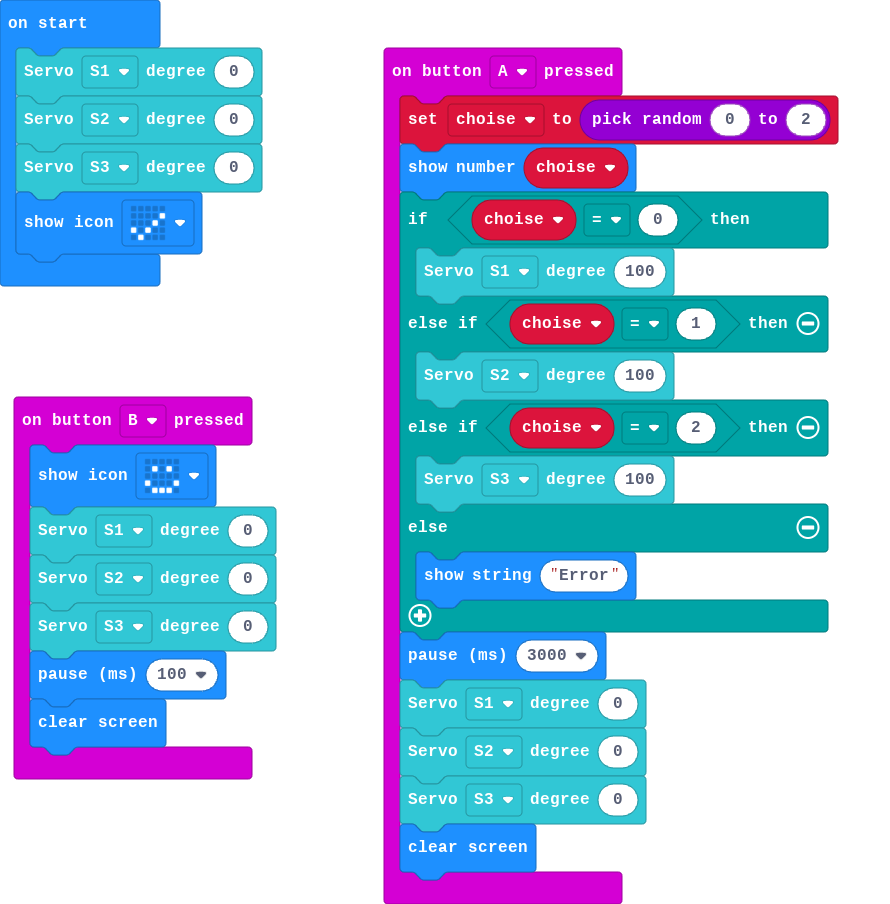 on start
Servo S1 degree 0
Servo S2 degree 0
Servo S3 degree 0
show icon
on button B pressed
show icon
Servo S1 degree 0
Servo S2 degree 0
Servo S3 degree 0
pause (ms) 100
clear screen
on button A pressed
set choise to pick random 0 to 2
show number choise
if choise = 0 then
Servo S1 degree 100
else if choise = 1 then
Servo S2 degree 100
else if choise = 2 then
Servo S3 degree 100
else
show string "Error"
pause (ms) 3000
Servo S1 degree 0
Servo S2 degree 0
Servo S3 degree 0
clear screen